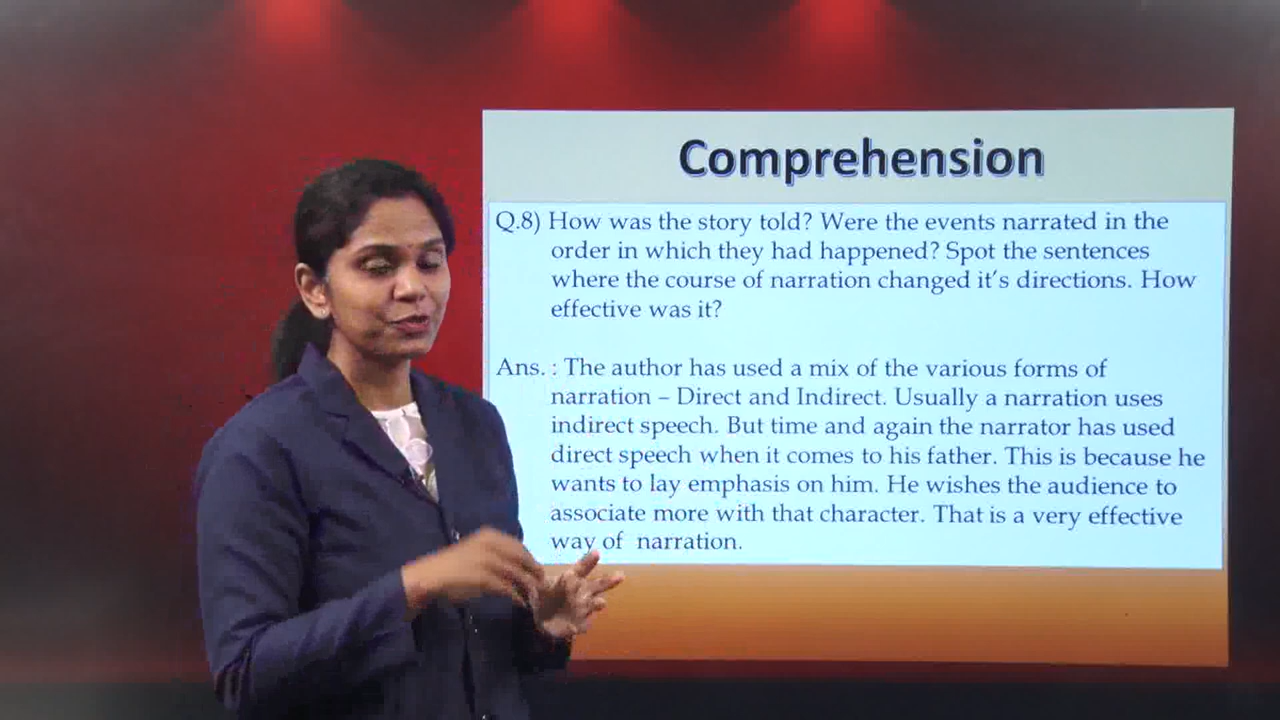 Comprehension
Q.8) How was the story told? Were the events narrated in the
order in which they had happened? Spot the sentences
where the course of narration changed it's directions. How
effective was it?
Ans. : The author has used a mix of the various forms of
narration – Direct and Indirect. Usually a narration uses
indirect speech. But time and again the narrator has used
direct speech when it comes to his father. This is because he
wants to lay emphasis on him. He wishes the audience to
associate more with that character. That is a very effective
way of narration.